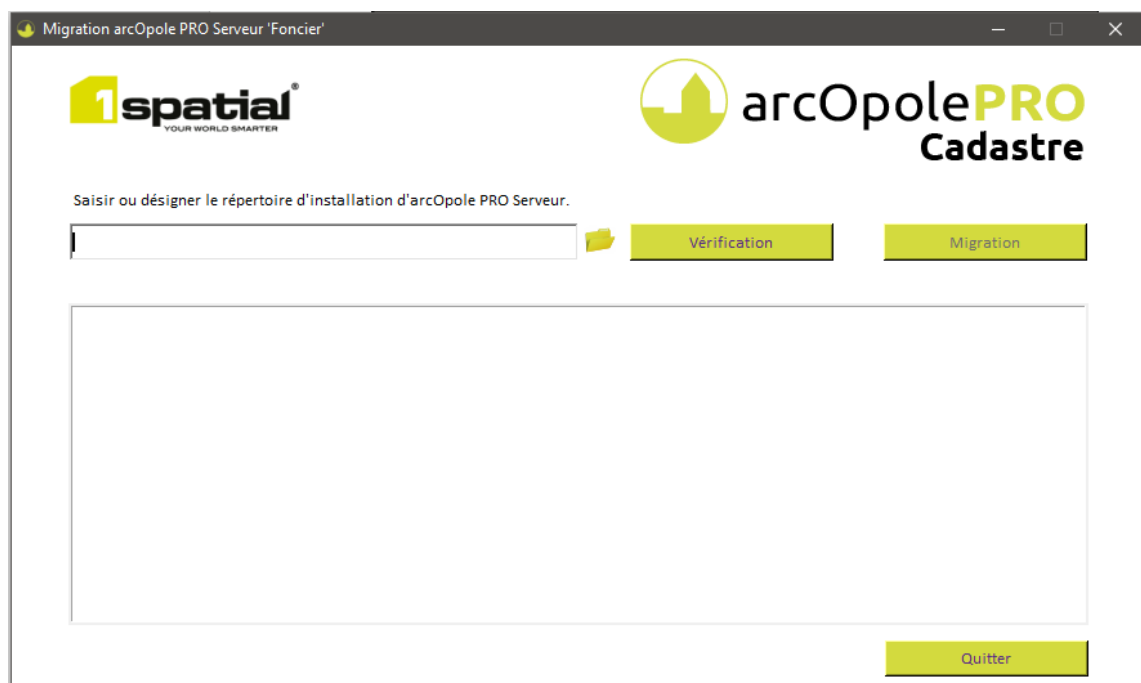 Migration arcOpole PRO Serveur 'Foncier'
1spatial®
YOUR WORLD SMARTER
arcOpolePRO
Cadastre
Saisir ou désigner le répertoire d'installation d'arcOpole PRO Serveur.
Vérification
Migration
Quitter